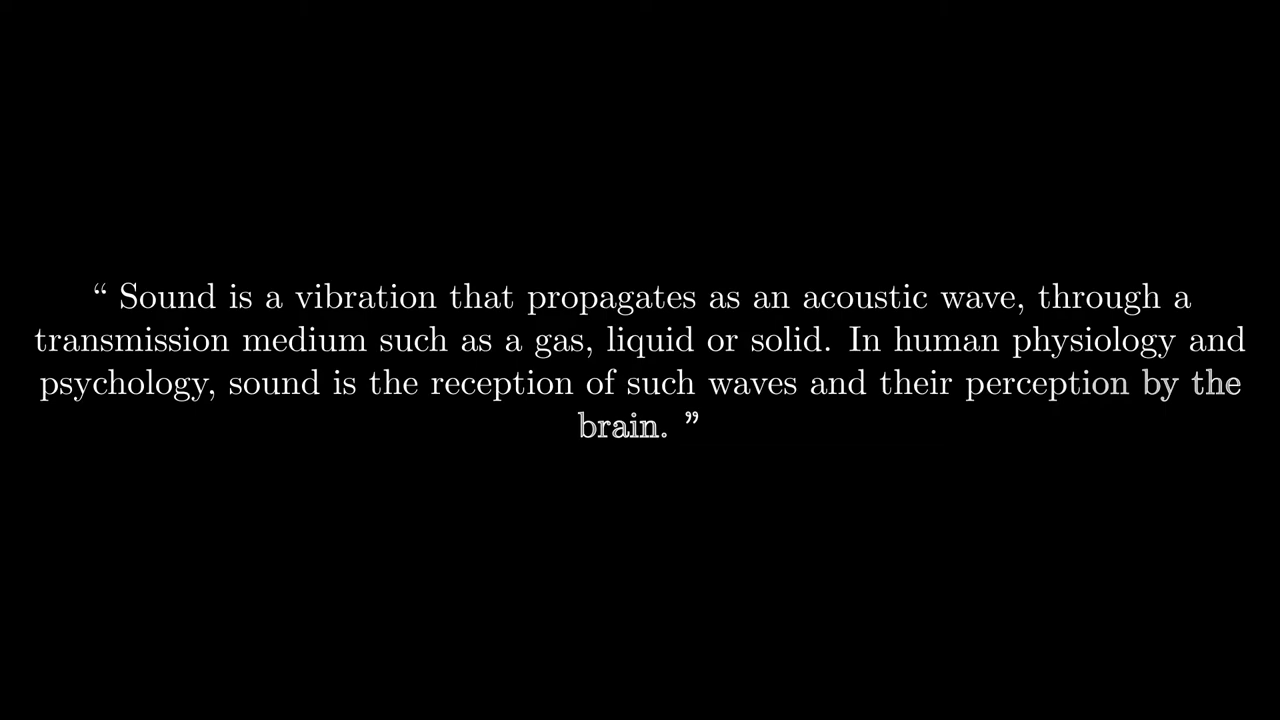 “ Sound is a vibration that propagates as an acoustic wave, through a
transmission medium such as a gas, liquid or solid. In human physiology and
psychology, sound is the reception of such waves and their perception by the
brain. ”